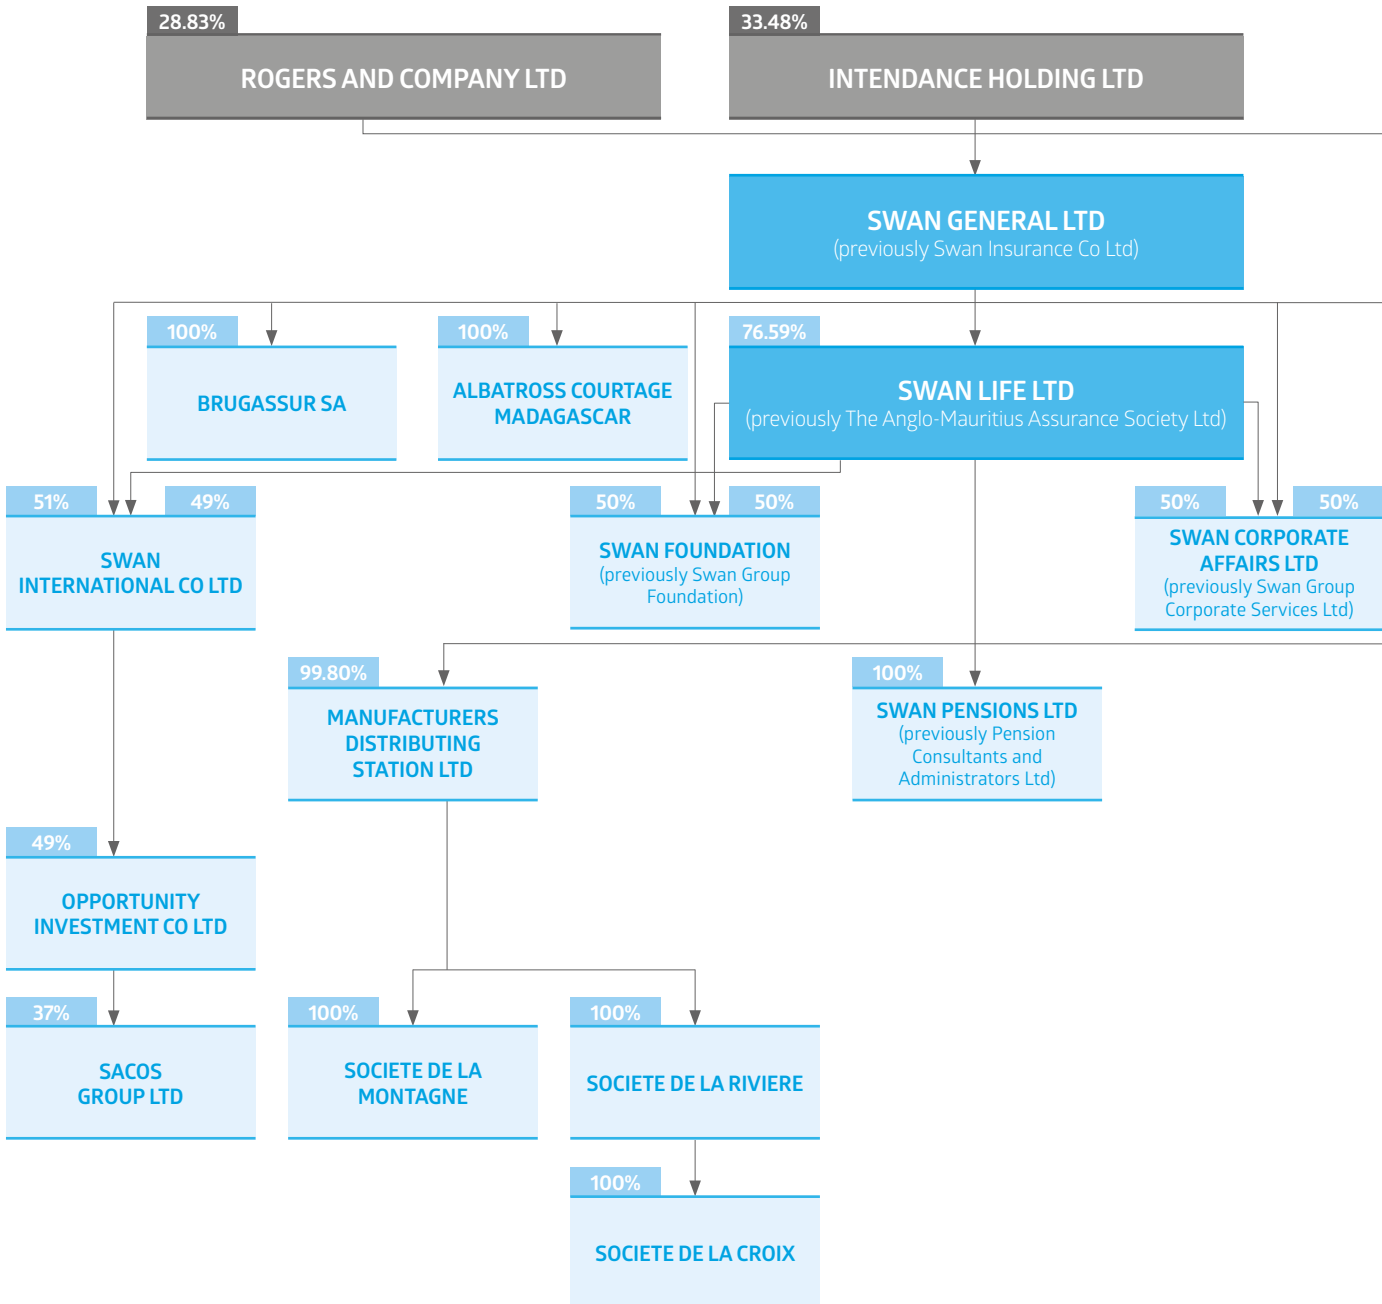 28.83%
ROGERS AND COMPANY LTD
33.48%
INTENDANCE HOLDING LTD
SWAN GENERAL LTD
(previously Swan Insurance Co Ltd)
100%
BRUGASSUR SA
100%
ALBATROSS COURTAGE
MADAGASCAR
76.59%
SWAN LIFE LTD
(previously The Anglo-Mauritius Assurance Society Ltd)
51%
49%
SWAN
INTERNATIONAL CO LTD
50%
50%
SWAN FOUNDATION
(previously Swan Group
Foundation)
50%
50%
SWAN CORPORATE
AFFAIRS LTD
(previously Swan Group
Corporate Services Ltd)
99.80%
MANUFACTURERS
DISTRIBUTING
STATION LTD
100%
SWAN PENSIONS LTD
(previously Pension
Consultants and
Administrators Ltd)
49%
OPPORTUNITY
INVESTMENT CO LTD
37%
SACOS
GROUP LTD
100%
SOCIETE DE LA
MONTAGNE
100%
SOCIETE DE LA RIVIERE
100%
SOCIETE DE LA CROIX